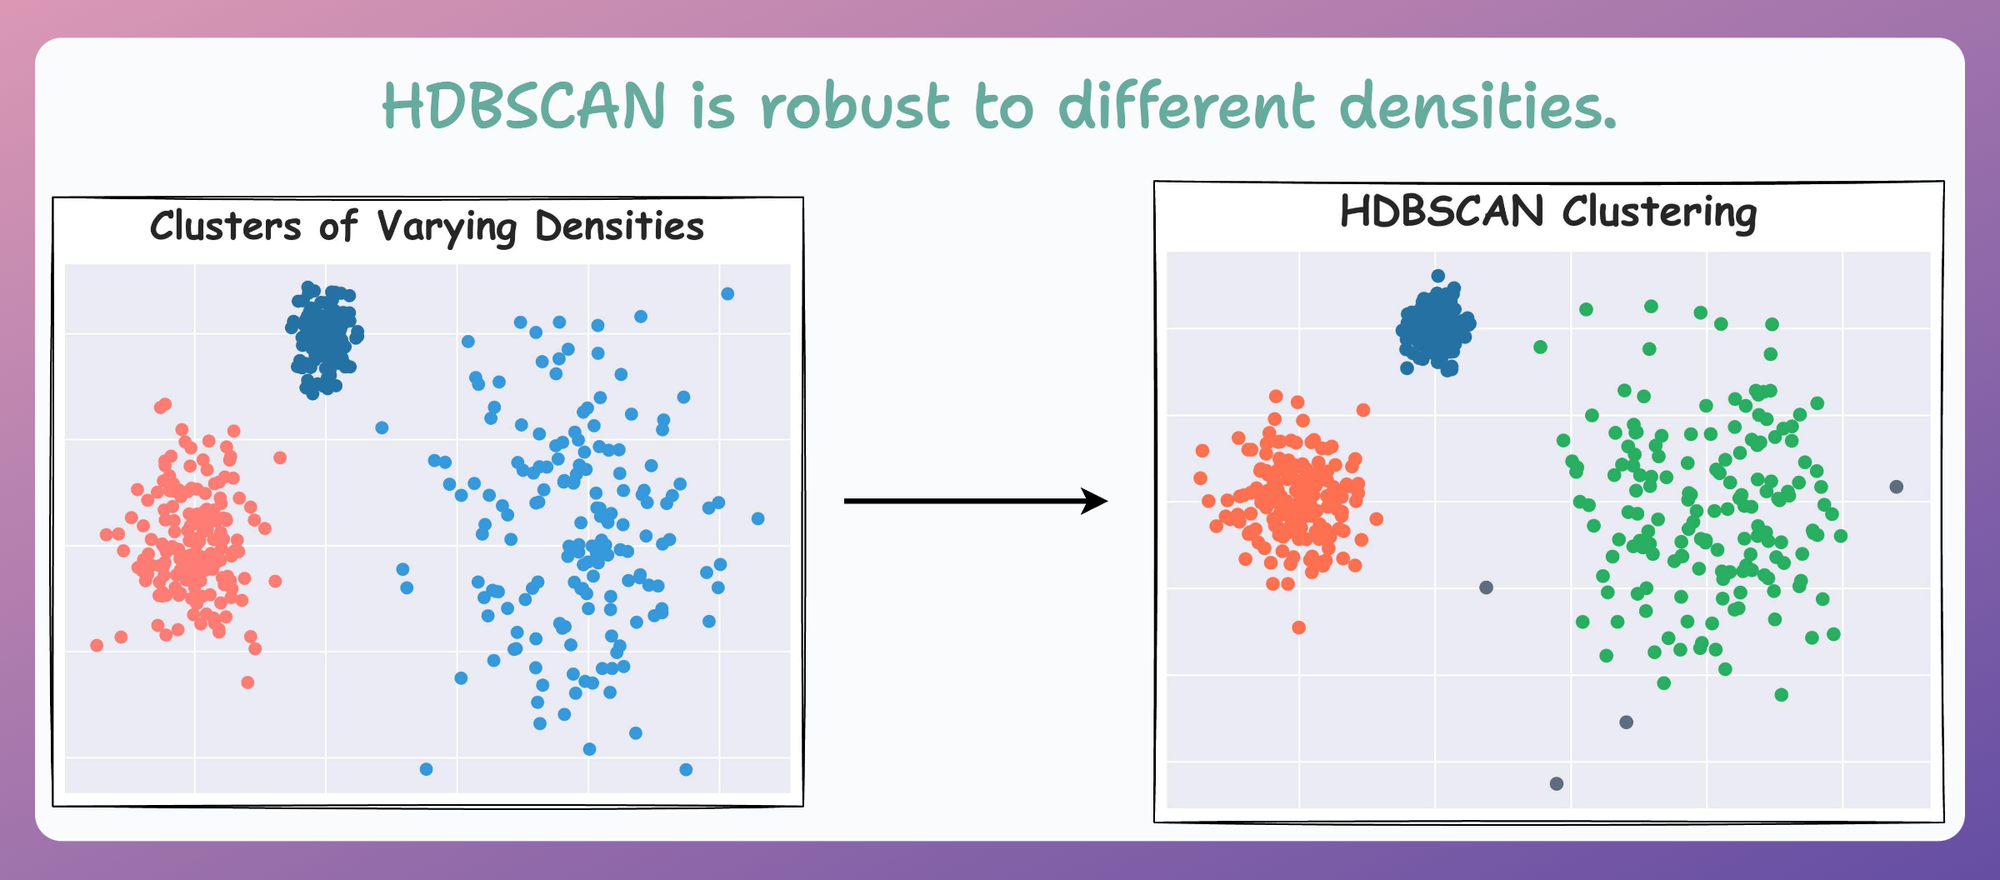 HDBSCAN is robust to different densities.
Clusters of Varying Densities
HDBSCAN Clustering